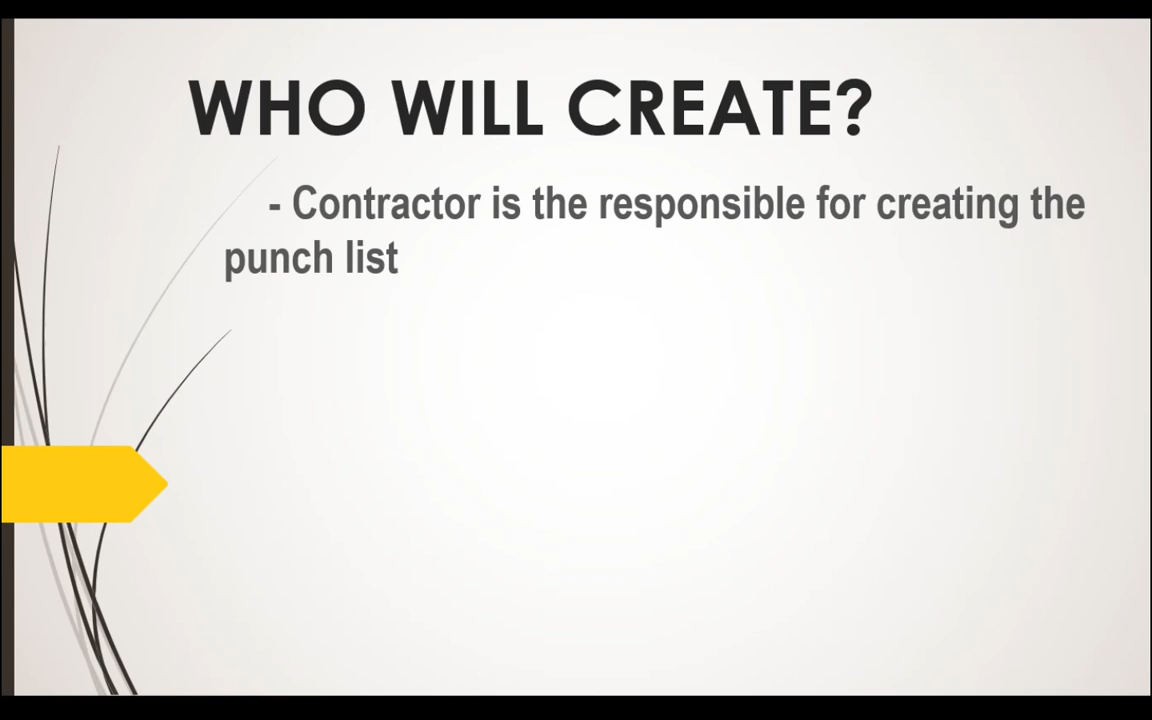 WHO WILL CREATE?
- Contractor is the responsible for creating the
punch list